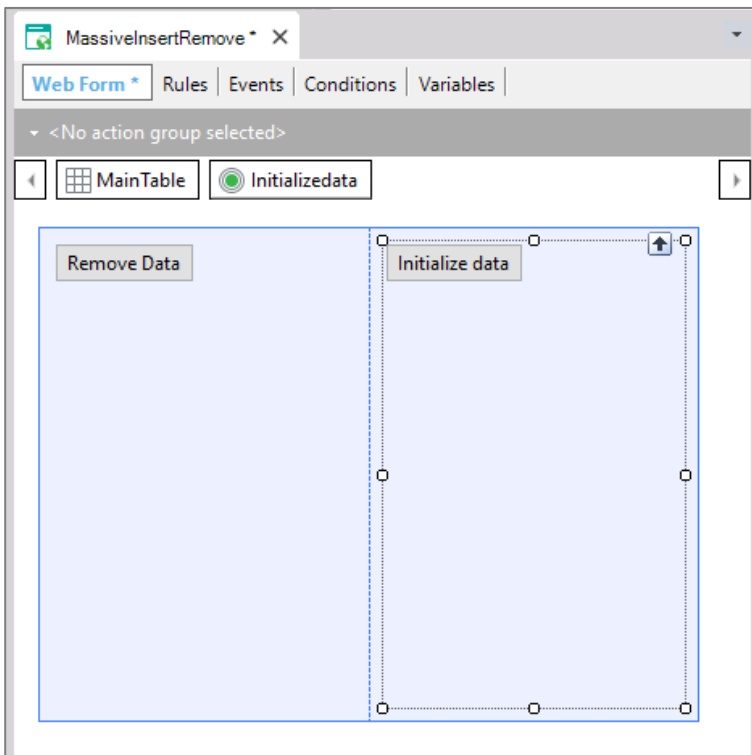 MassiveInsertRemove *
Web Form * Rules Events Conditions Variables
<No action group selected>
MainTable Initializedata
Remove Data Initialize data